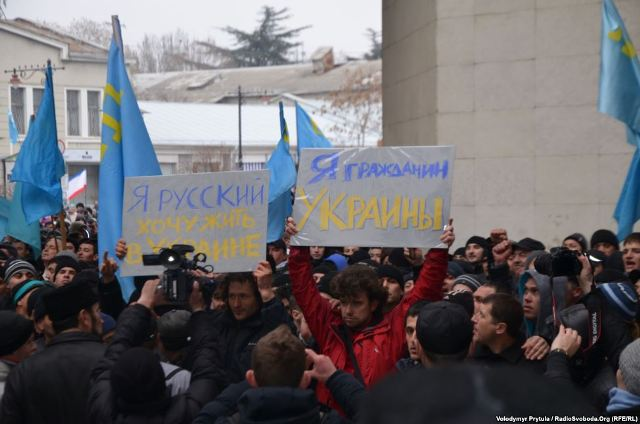 Я РУССКИЙ
ХОЧУ ЖИТЬ
В УКРАИНЕ
Я ГРАЖДАНИН
УКРАИНЫ
Volodymyr Prytula / RadioSvoboda.Org (RFE/RL)